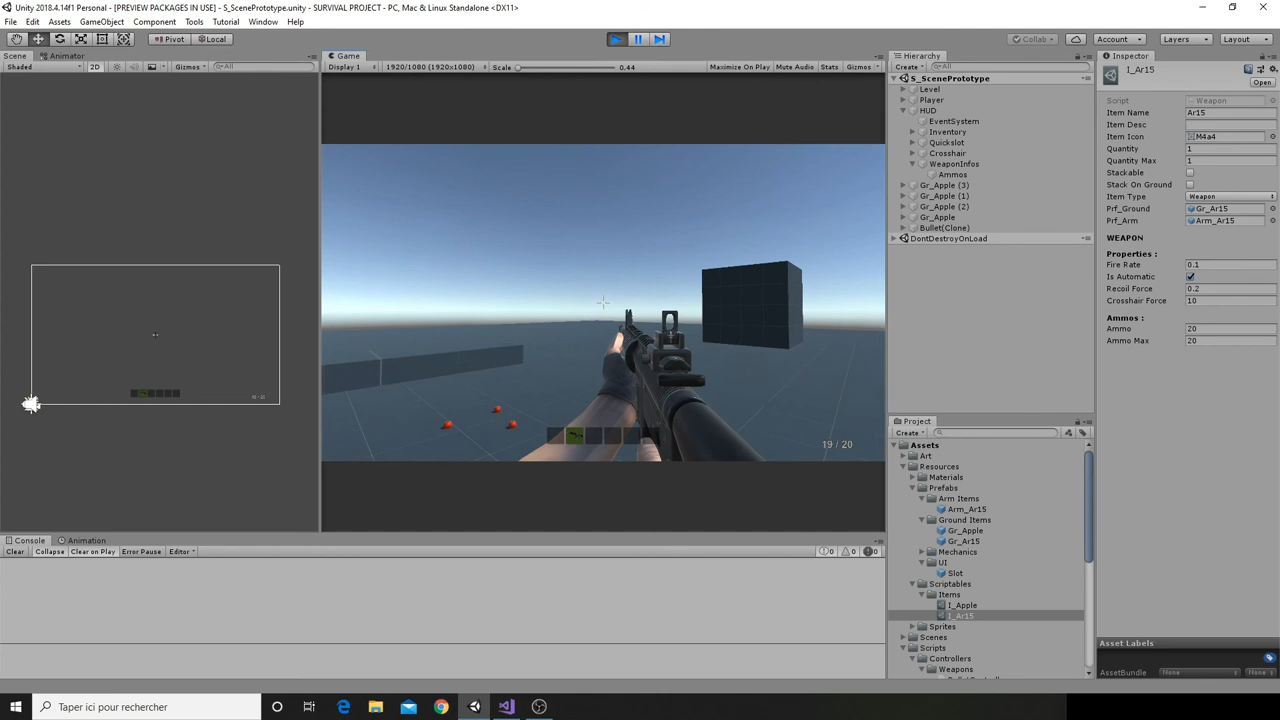 Unity 2018.4.14f1 Personal - [PREVIEW PACKAGES IN USE] - S_ScenePrototype.unity - SURVIVAL PROJECT - PC, Mac & Linux Standalone <DX11>
File Edit Assets GameObject Component Tools Tutorial Window Help
Pivot Local Collab Account Layers Layout
Scene Animator
Shaded 2D Gizmos All
Game
Display 1 1920/1080 (1920x1080) Scale 0.44 Maximize On Play Mute Audio Stats Gizmos
19 / 20
Hierarchy
Create All
S_ScenePrototype
Level
Player
HUD
EventSystem
Inventory
Quickslot
Crosshair
WeaponInfos
Ammos
Gr_Apple (3)
Gr_Apple (1)
Gr_Apple (2)
Gr_Apple
Bullet(Clone)
DontDestroyOnLoad
Project
Create
Assets
Art
Resources
Materials
Prefabs
Arm Items
Arm_Ar15
Ground Items
Gr_Apple
Gr_Ar15
Mechanics
UI
Slot
Scriptables
Items
I_Apple
I_Ar15
Sprites
Scenes
Scripts
Controllers
Weapons
Inspector
I_Ar15
Open
Script Weapon
Item Name Ar15
Item Desc
Item Icon M4a4
Quantity 1
Quantity Max 1
Stackable
Stack On Ground
Item Type Weapon
Prf_Ground Gr_Ar15
Prf_Arm Arm_Ar15
WEAPON
Properties :
Fire Rate 0.1
Is Automatic
Recoil Force 0.2
Crosshair Force 10
Ammos :
Ammo 20
Ammo Max 20
Asset Labels
AssetBundle None None
Console Animation
Clear Collapse Clear on Play Error Pause Editor 0 0 0
Taper ici pour rechercher